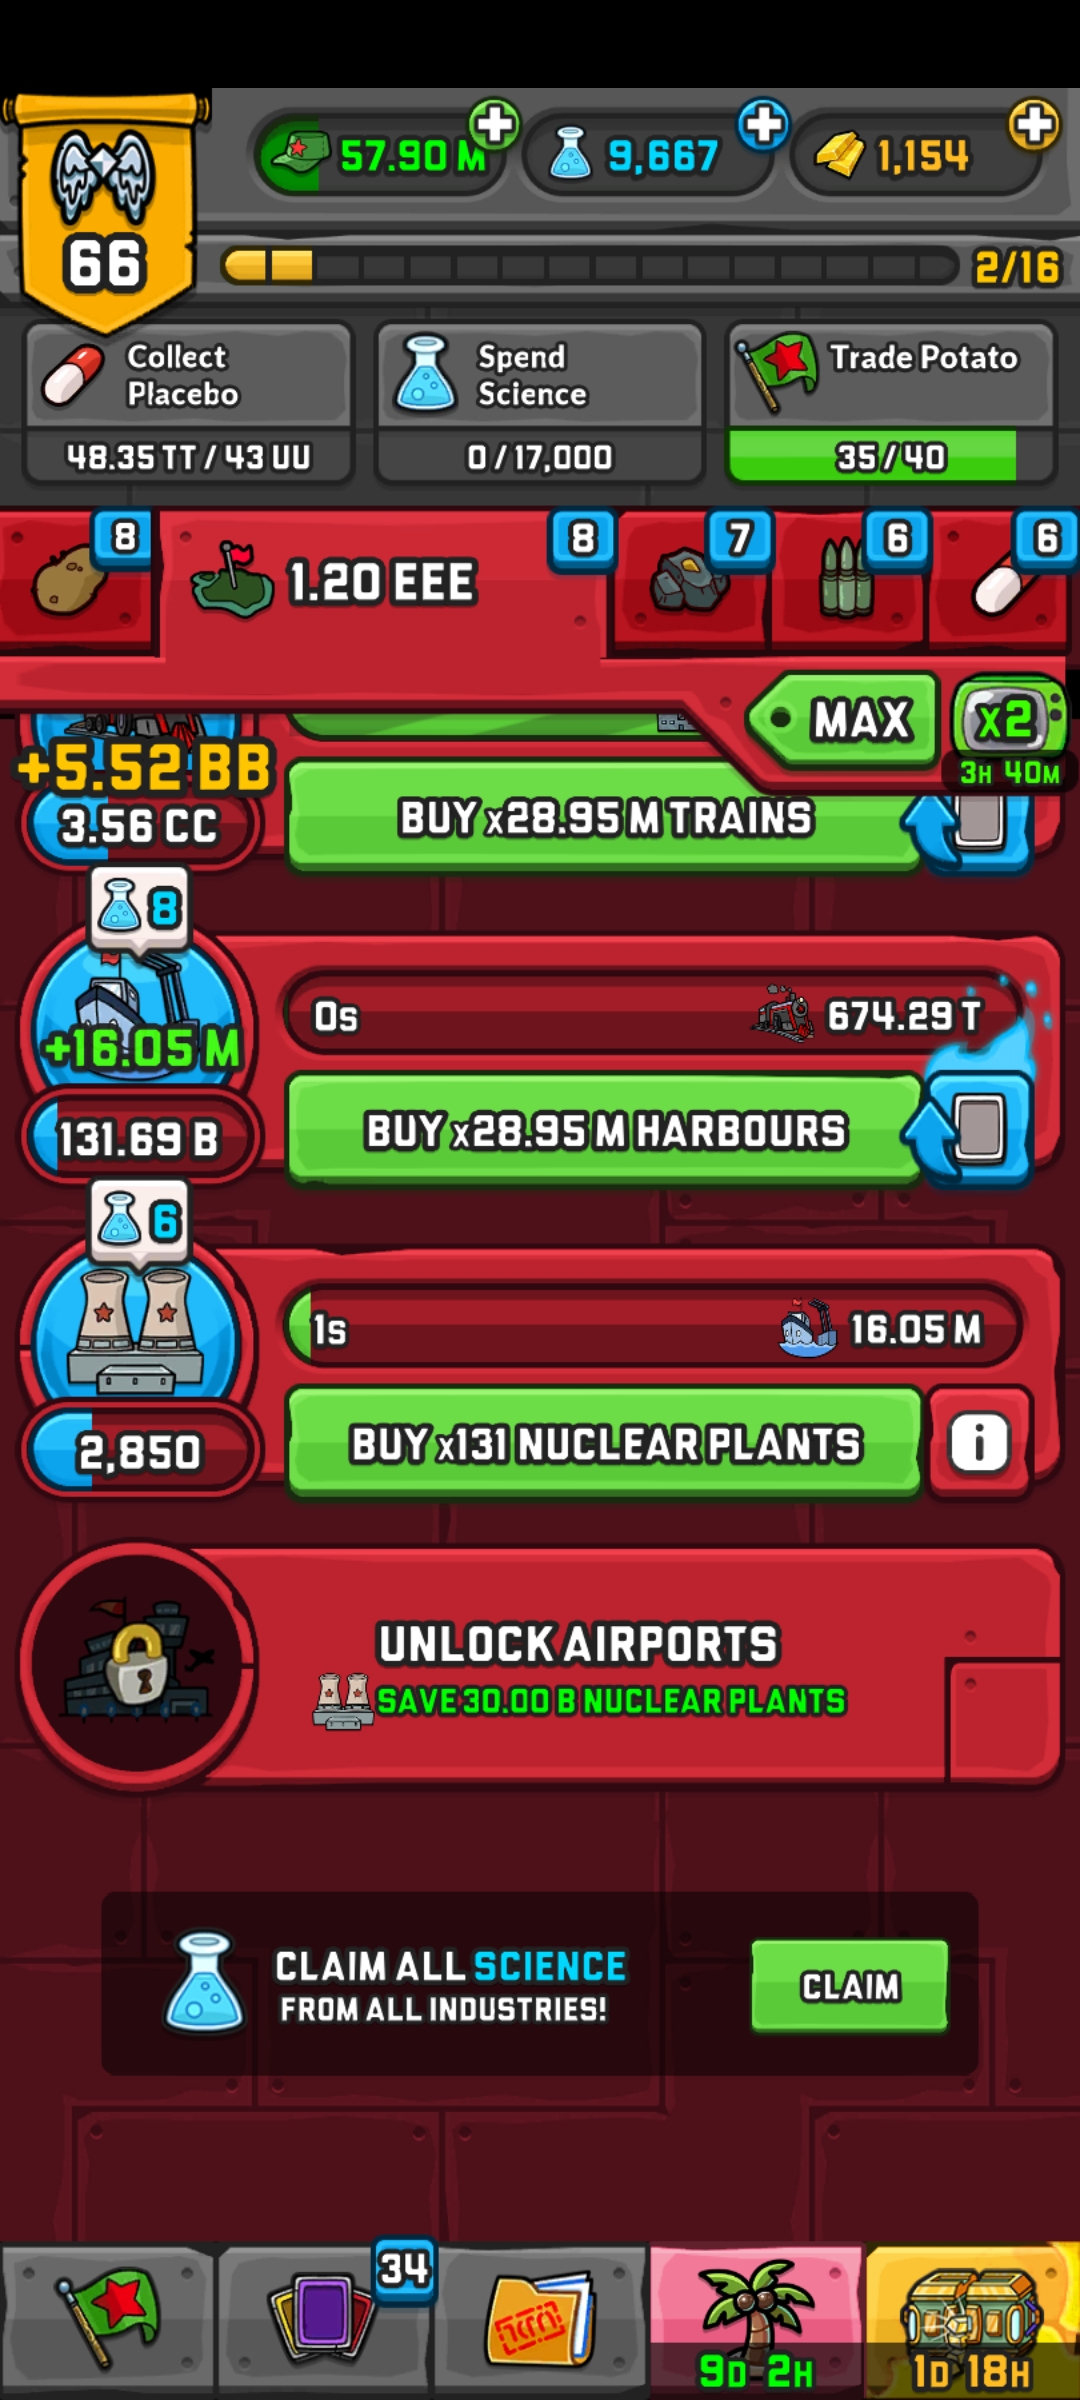 57.90 M
9,667
1,154
66
2/16
Collect
Placebo
48.35 TT / 43 UU
Spend
Science
0 / 17,000
Trade Potato
35 / 40
8
1.20 EEE
8
7
6
6
MAX
x2
3H 40M
+5.52 BB
3.56 CC
BUY x28.95 M TRAINS
8
0s
674.29 T
+16.05 M
131.69 B
BUY x28.95 M HARBOURS
6
1s
16.05 M
2,850
BUY x131 NUCLEAR PLANTS
i
UNLOCK AIRPORTS
SAVE 30.00 B NUCLEAR PLANTS
CLAIM ALL SCIENCE
FROM ALL INDUSTRIES!
CLAIM
34
9D 2H
1D 18H